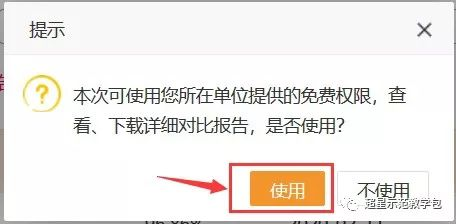 提示
本次可使用您所在单位提供的免费权限，查
看、下载详细对比报告，是否使用？
使用
不使用
超星示范教学包